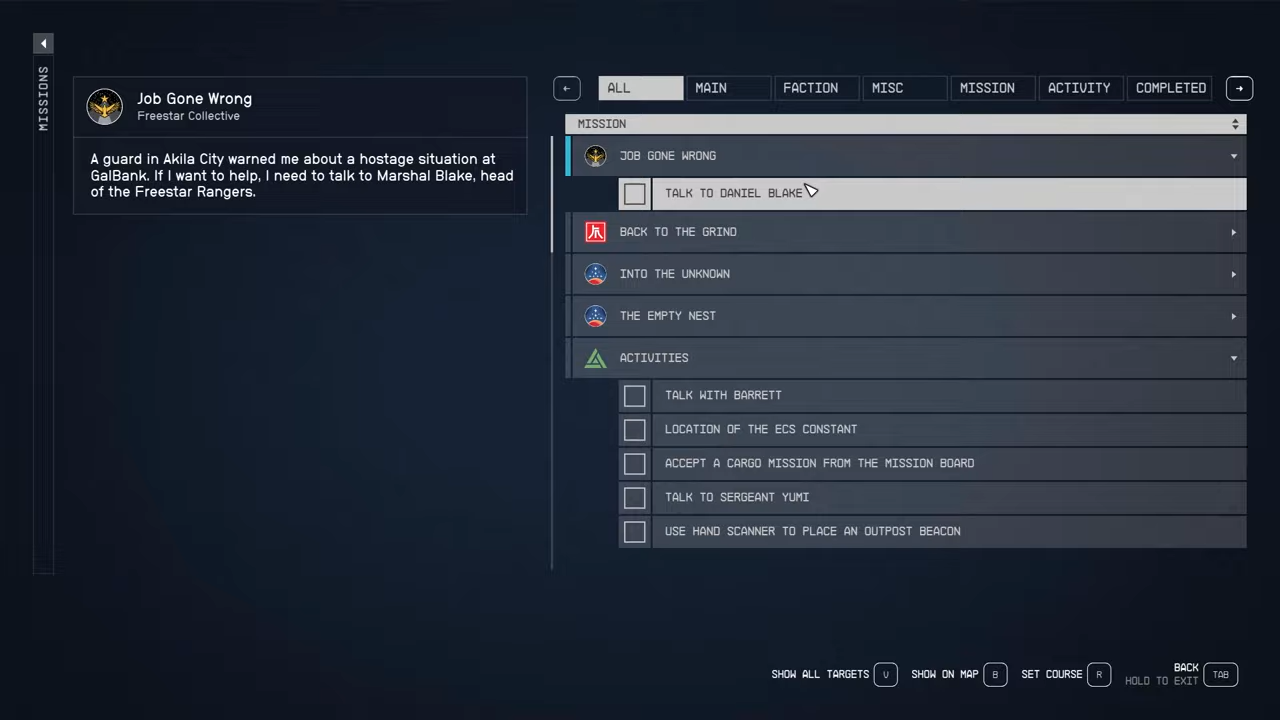 MISSIONS
Job Gone Wrong
Freestar Collective
A guard in Akila City warned me about a hostage situation at
GalBank. If I want to help, I need to talk to Marshal Blake, head
of the Freestar Rangers.
ALL MAIN FACTION MISC MISSION ACTIVITY COMPLETED
MISSION
JOB GONE WRONG
TALK TO DANIEL BLAKE
BACK TO THE GRIND
INTO THE UNKNOWN
THE EMPTY NEST
ACTIVITIES
TALK WITH BARRETT
LOCATION OF THE ECS CONSTANT
ACCEPT A CARGO MISSION FROM THE MISSION BOARD
TALK TO SERGEANT YUMI
USE HAND SCANNER TO PLACE AN OUTPOST BEACON
SHOW ALL TARGETS V SHOW ON MAP B SET COURSE R BACK TAB
HOLD TO EXIT